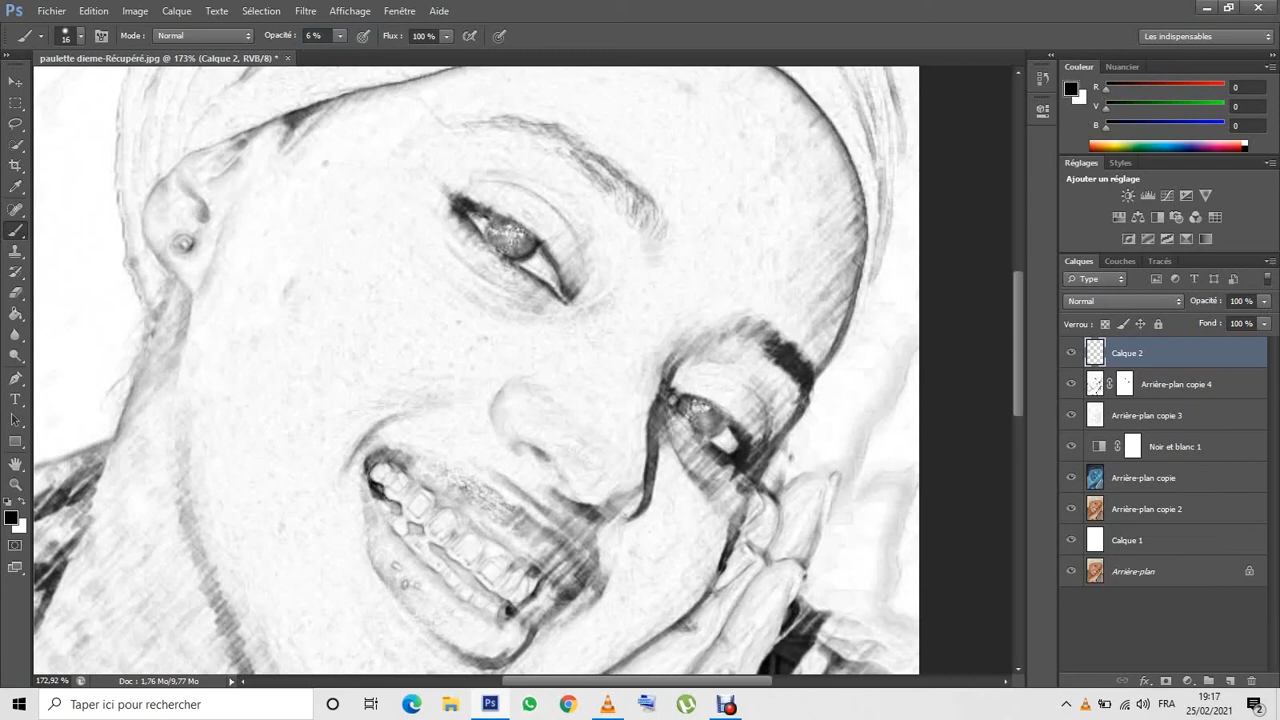 Ps Fichier Edition Image Calque Texte Sélection Filtre Affichage Fenêtre Aide
16 Mode : Normal Opacité : 6 % Flux : 100 % Les indispensables
paulette dieme-Récupéré.jpg @ 173% (Calque 2, RVB/8) * ×
Couleur Nuancier
R 0
V 0
B 0
Réglages Styles
Ajouter un réglage
Calques Couches Tracés
Type
Normal Opacité : 100 %
Verrou : Fond : 100 %
Calque 2
Arrière-plan copie 4
Arrière-plan copie 3
Noir et blanc 1
Arrière-plan copie
Arrière-plan copie 2
Calque 1
Arrière-plan
172,92 % Doc : 1,76 Mo/9,77 Mo
Taper ici pour rechercher
Ps
FRA
19:17
25/02/2021
2